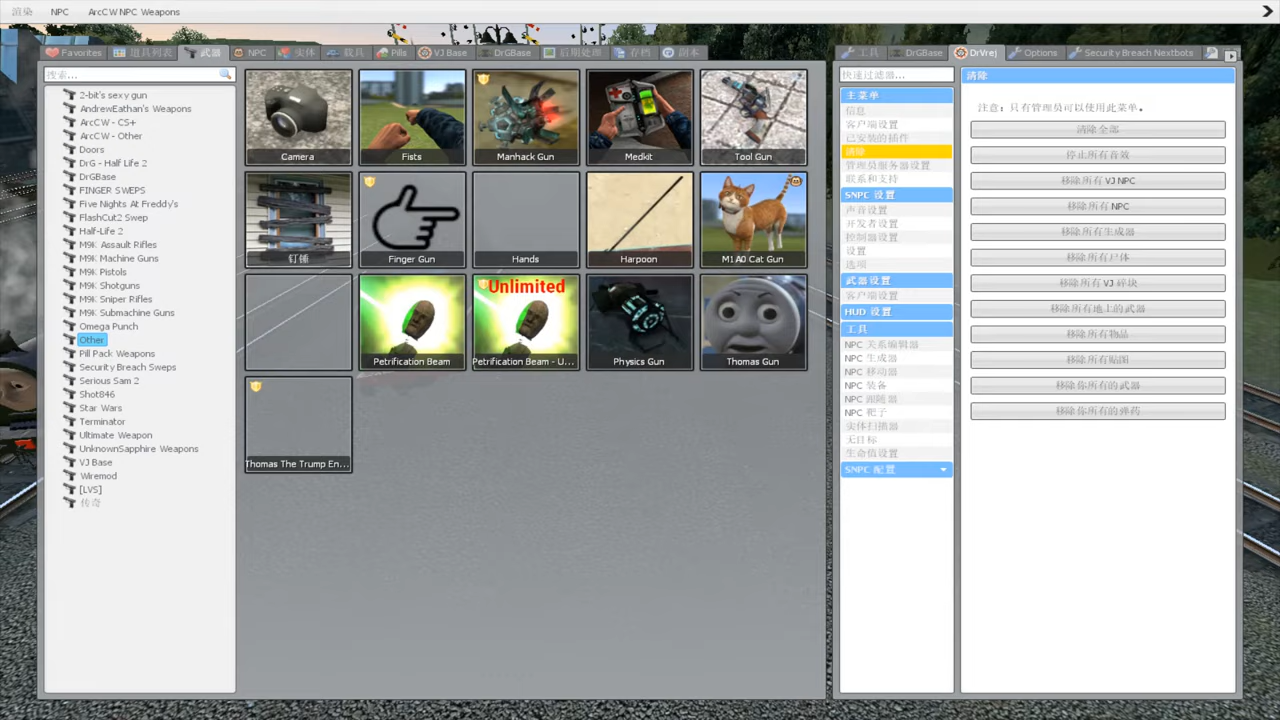 渲染 NPC ArcCW NPC Weapons
Favorites 道具列表 武器 NPC 实体 载具 Pills VJ Base DrGBase 后期处理 存档 副本
工具 DrGBase DrVrej Options Security Breach Nextbots
搜索...
2-bit's sexy gun
AndrewEathan's Weapons
ArcCW - CS+
ArcCW - Other
Doors
DrG - Half Life 2
DrGBase
FINGER SWEPS
Five Nights At Freddy's
FlashCut2 Swep
Half-Life 2
M9K Assault Rifles
M9K Machine Guns
M9K Pistols
M9K Shotguns
M9K Sniper Rifles
M9K Submachine Guns
Omega Punch
Other
Pill Pack Weapons
Security Breach Sweps
Serious Sam 2
Shot846
Star Wars
Terminator
Ultimate Weapon
UnknownSapphire Weapons
VJ Base
Wiremod
[LVS]
传奇
Camera
Fists
Manhack Gun
Medkit
Tool Gun
钉锤
Finger Gun
Hands
Harpoon
M1A0 Cat Gun
Petrification Beam
Unlimited
Petrification Beam - U...
Physics Gun
Thomas Gun
Thomas The Trump En...
快速过滤器...
主菜单
信息
客户端设置
已安装的插件
清除
管理员服务器设置
联系和支持
SNPC 设置
声音设置
开发者设置
控制器设置
设置
选项
武器设置
客户端设置
HUD 设置
工具
NPC 关系编辑器
NPC 生成器
NPC 移动器
NPC 装备
NPC 跟随器
NPC 靶子
实体扫描器
无目标
生命值设置
SNPC 配置
清除
注意：只有管理员可以使用此菜单。
清除全部
停止所有音效
移除所有 VJ NPC
移除所有 NPC
移除所有生成器
移除所有尸体
移除所有 VJ 碎块
移除所有地上的武器
移除所有物品
移除所有贴图
移除你所有的武器
移除你所有的弹药